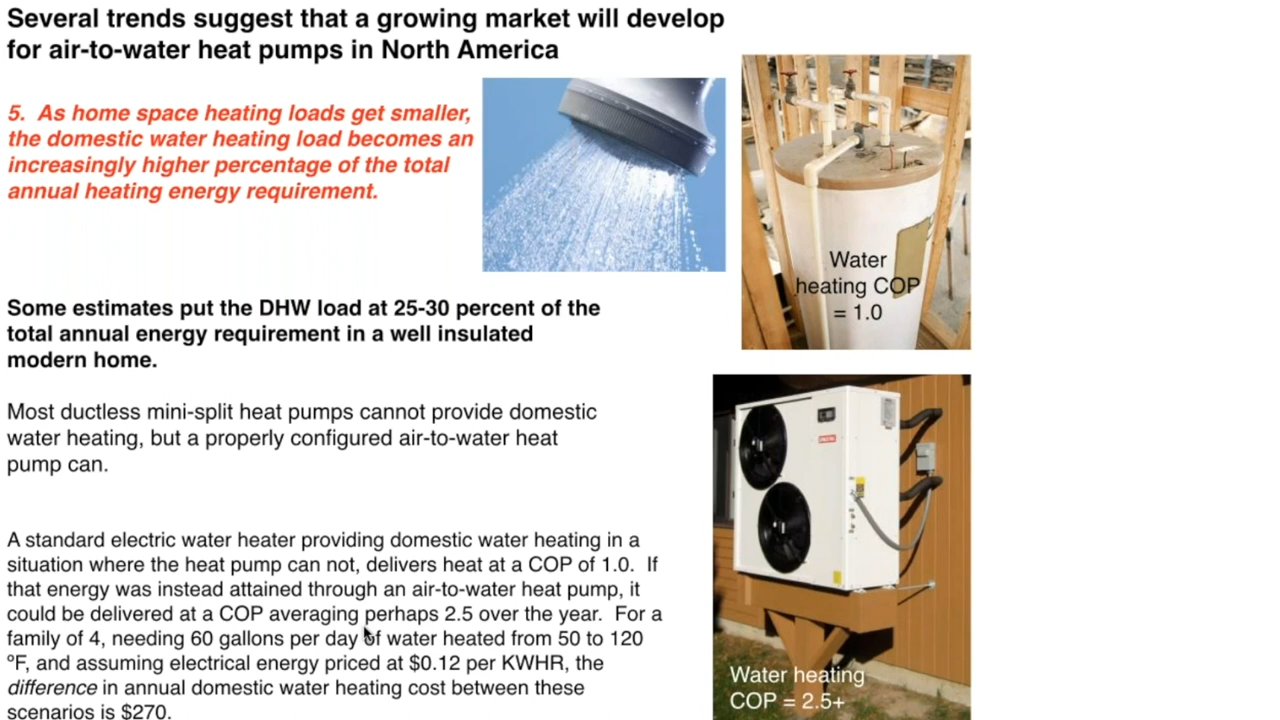 Several trends suggest that a growing market will develop
for air-to-water heat pumps in North America
5. As home space heating loads get smaller,
the domestic water heating load becomes an
increasingly higher percentage of the total
annual heating energy requirement.
Water
heating COP
= 1.0
Some estimates put the DHW load at 25-30 percent of the
total annual energy requirement in a well insulated
modern home.
Most ductless mini-split heat pumps cannot provide domestic
water heating, but a properly configured air-to-water heat
pump can.
A standard electric water heater providing domestic water heating in a
situation where the heat pump can not, delivers heat at a COP of 1.0. If
that energy was instead attained through an air-to-water heat pump, it
could be delivered at a COP averaging perhaps 2.5 over the year. For a
family of 4, needing 60 gallons per day of water heated from 50 to 120
ºF, and assuming electrical energy priced at $0.12 per KWHR, the
difference in annual domestic water heating cost between these
scenarios is $270.
Water heating
COP = 2.5+